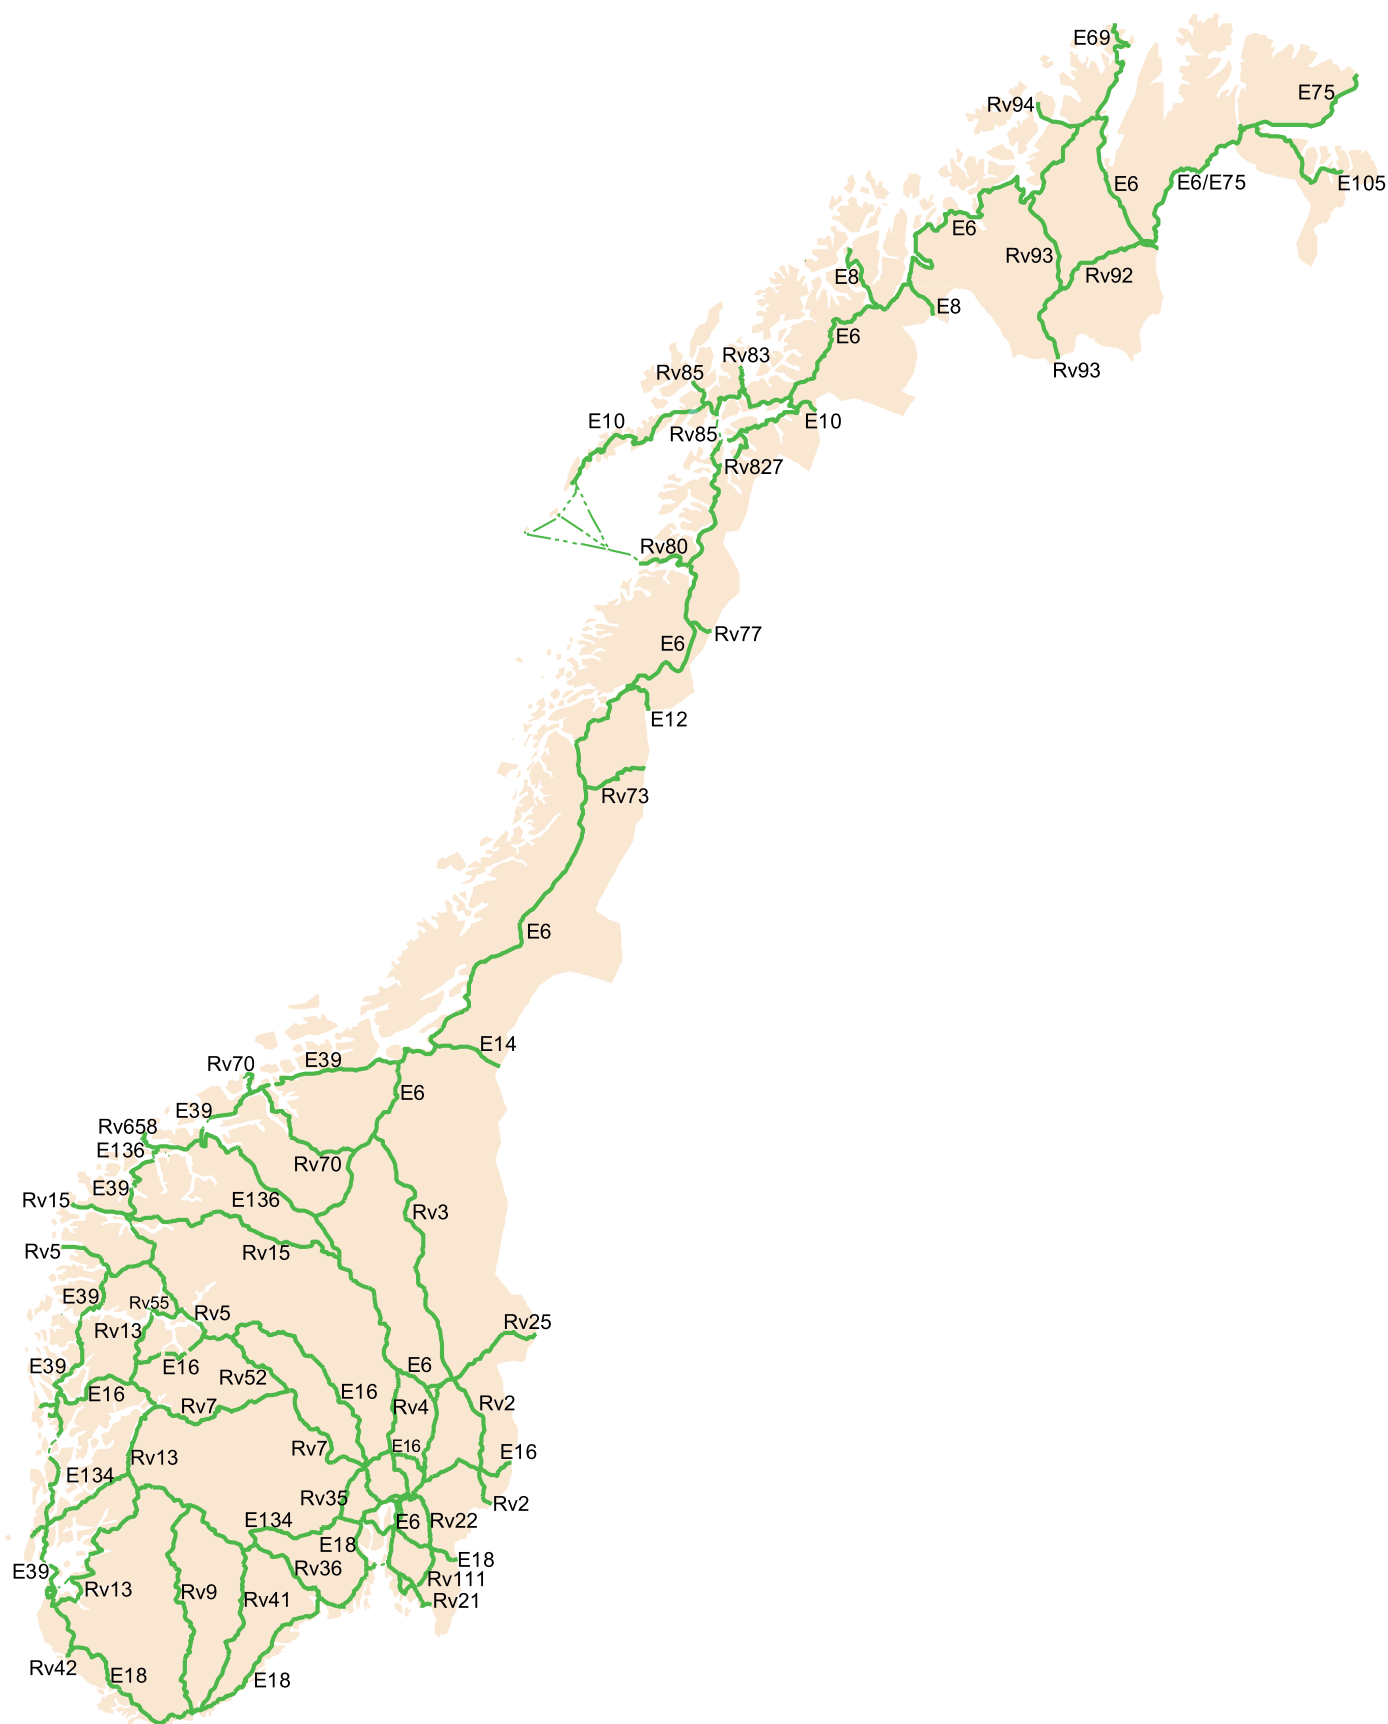 E69
E75
Rv94
E6
E6/E75
E105
E6
Rv93
E8
Rv92
E8
E6
Rv83
Rv93
Rv85
E10
E10
Rv85
Rv827
Rv80
Rv77
E6
E12
Rv73
E6
E14
E39
Rv70
E6
E39
Rv658
E136
Rv70
E39
E136
Rv15
Rv3
Rv5
Rv15
E39
Rv55
Rv5
Rv25
Rv13
E39
E16
E6
Rv52
E16
E16
Rv2
Rv7
Rv4
E16
Rv7
E16
Rv13
E134
Rv35
Rv2
E134
E6
Rv22
E18
E18
E39
Rv36
Rv111
Rv13
Rv9
Rv41
Rv21
Rv42
E18
E18